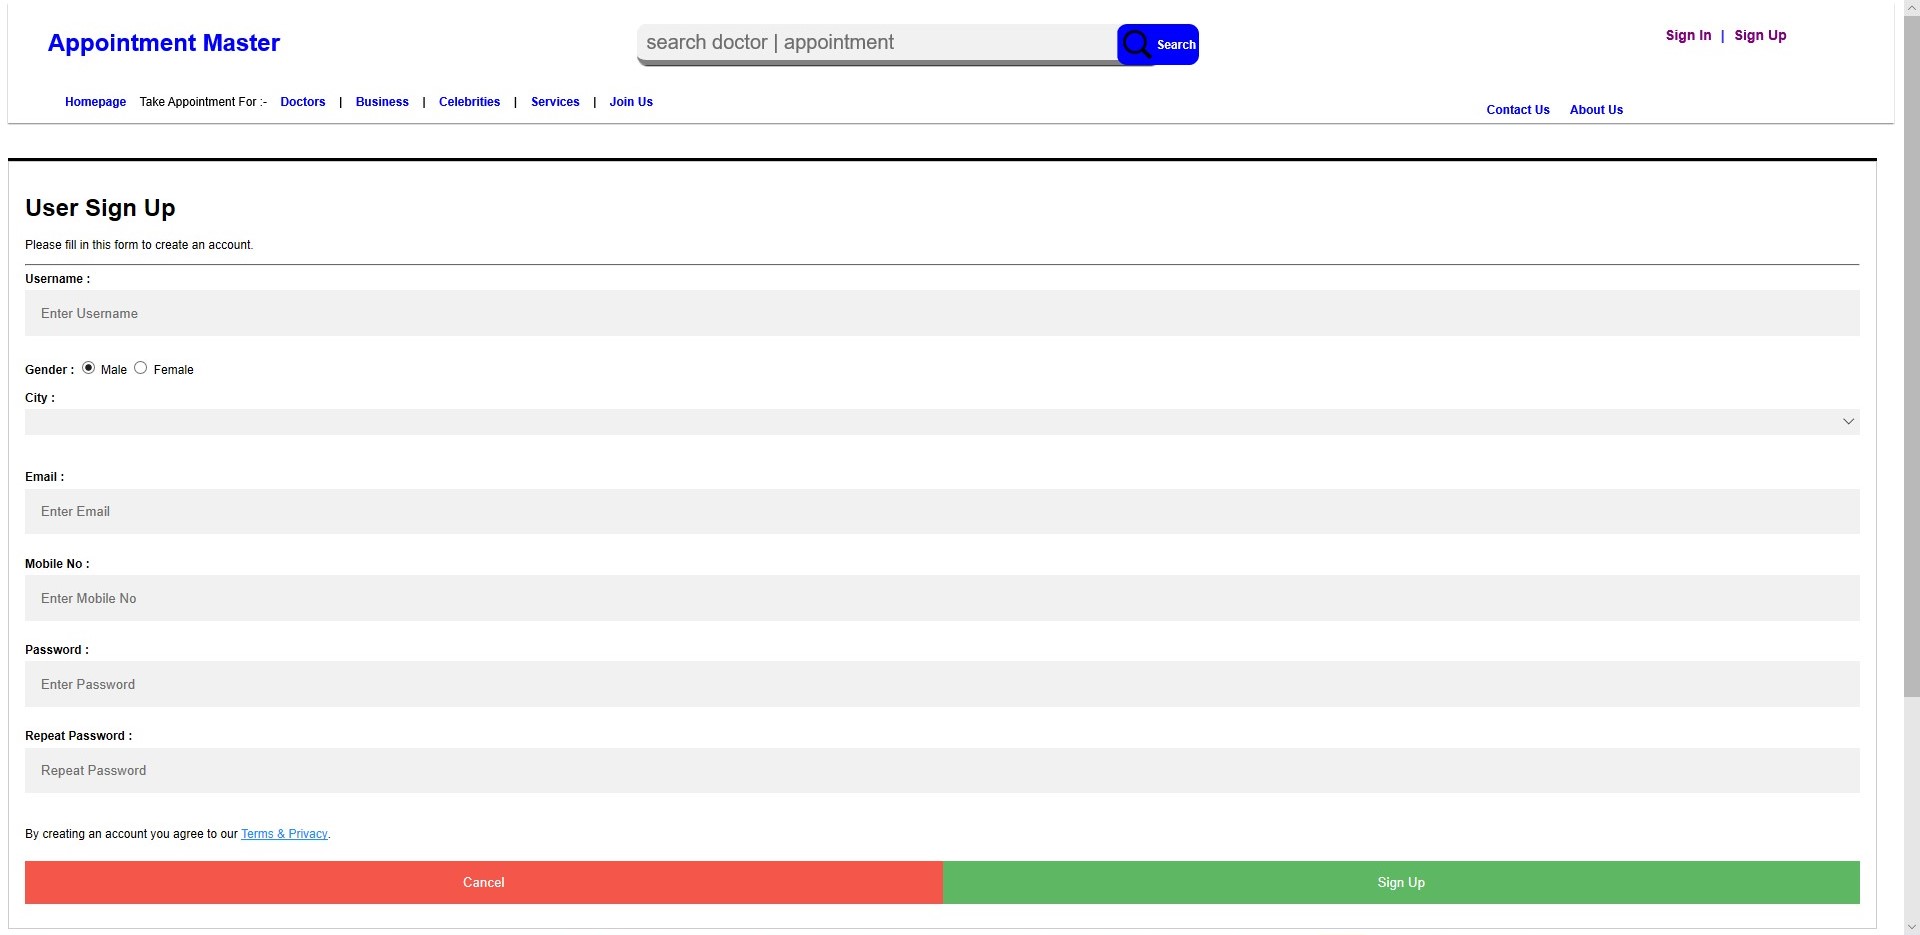 Appointment Master
search doctor | appointment
Search
Sign In | Sign Up
Homepage Take Appointment For :- Doctors | Business | Celebrities | Services | Join Us
Contact Us About Us
User Sign Up
Please fill in this form to create an account.
Username :
Enter Username
Gender : Male Female
City :
Email :
Enter Email
Mobile No :
Enter Mobile No
Password :
Enter Password
Repeat Password :
Repeat Password
By creating an account you agree to our Terms & Privacy.
Cancel
Sign Up